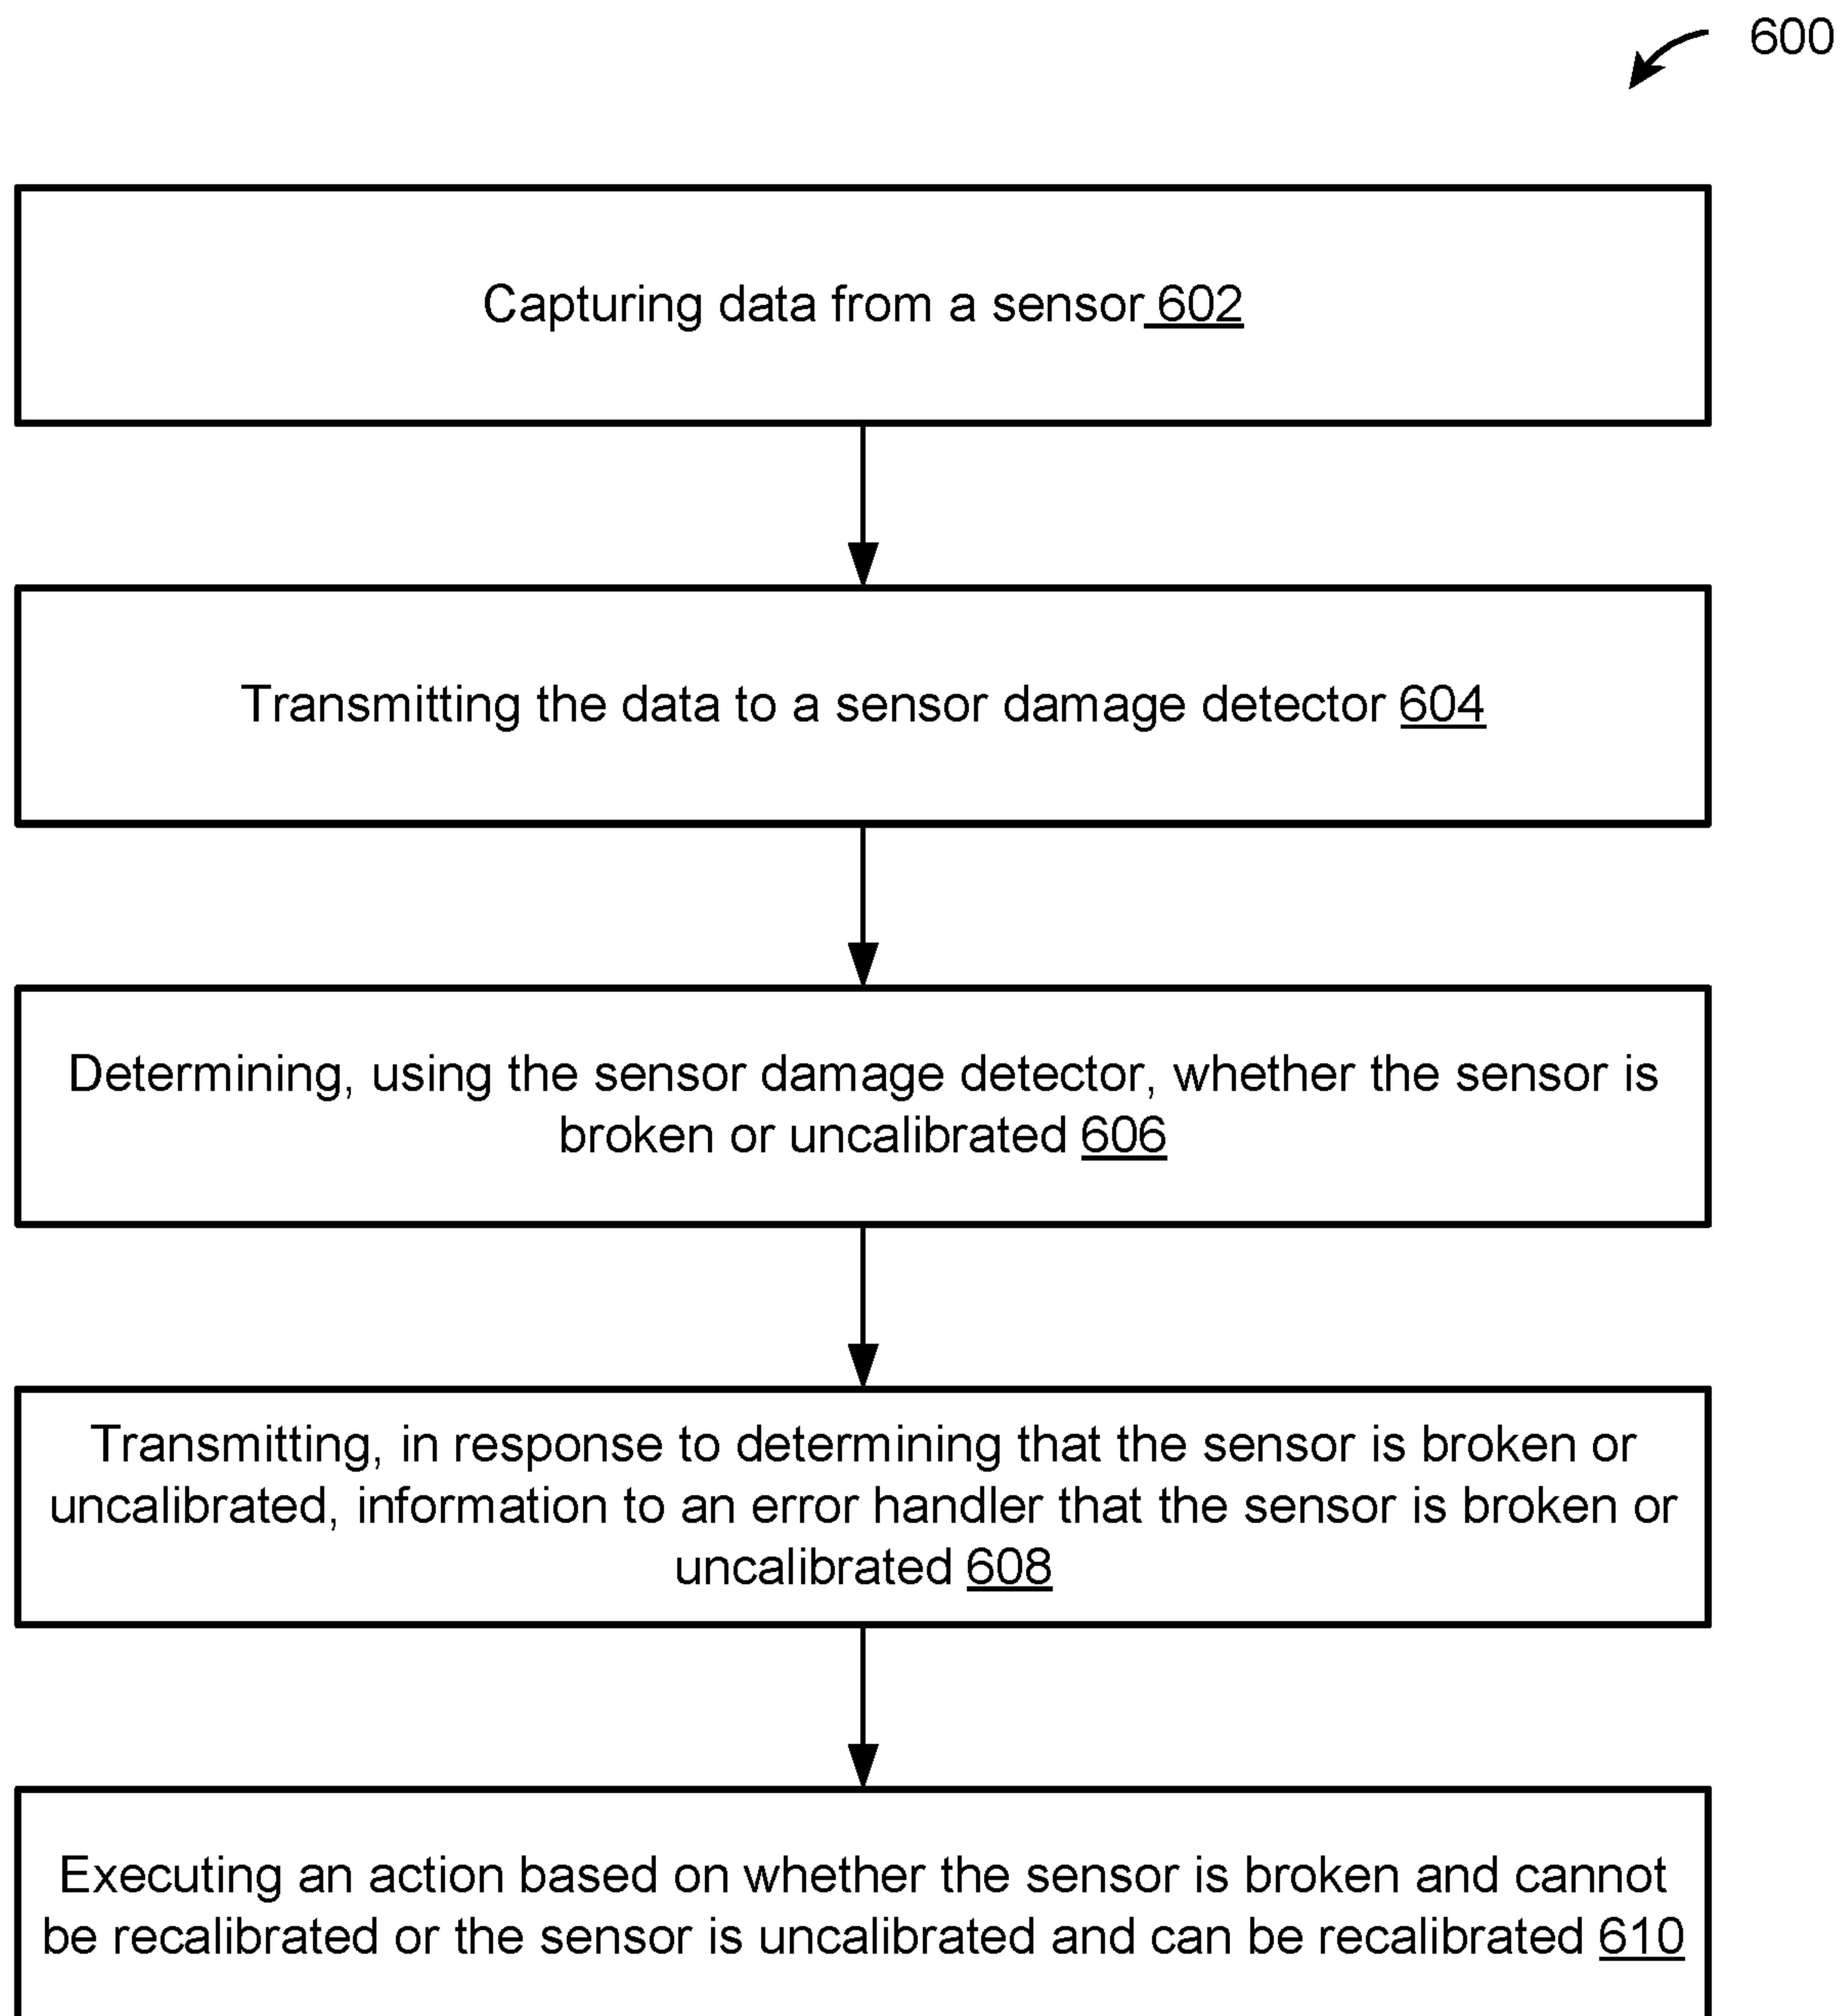 600
Capturing data from a sensor 602
Transmitting the data to a sensor damage detector 604
Determining, using the sensor damage detector, whether the sensor is
broken or uncalibrated 606
Transmitting, in response to determining that the sensor is broken or
uncalibrated, information to an error handler that the sensor is broken or
uncalibrated 608
Executing an action based on whether the sensor is broken and cannot
be recalibrated or the sensor is uncalibrated and can be recalibrated 610